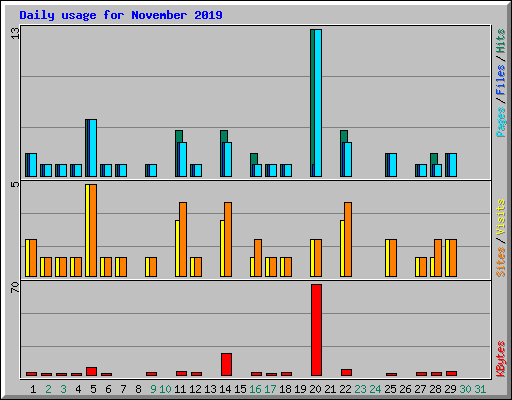 Daily usage for November 2019
13
Pages / Files / Hits
5
Sites / Visits
70
KBytes
1 2 3 4 5 6 7 8 9 10 11 12 13 14 15 16 17 18 19 20 21 22 23 24 25 26 27 28 29 30 31